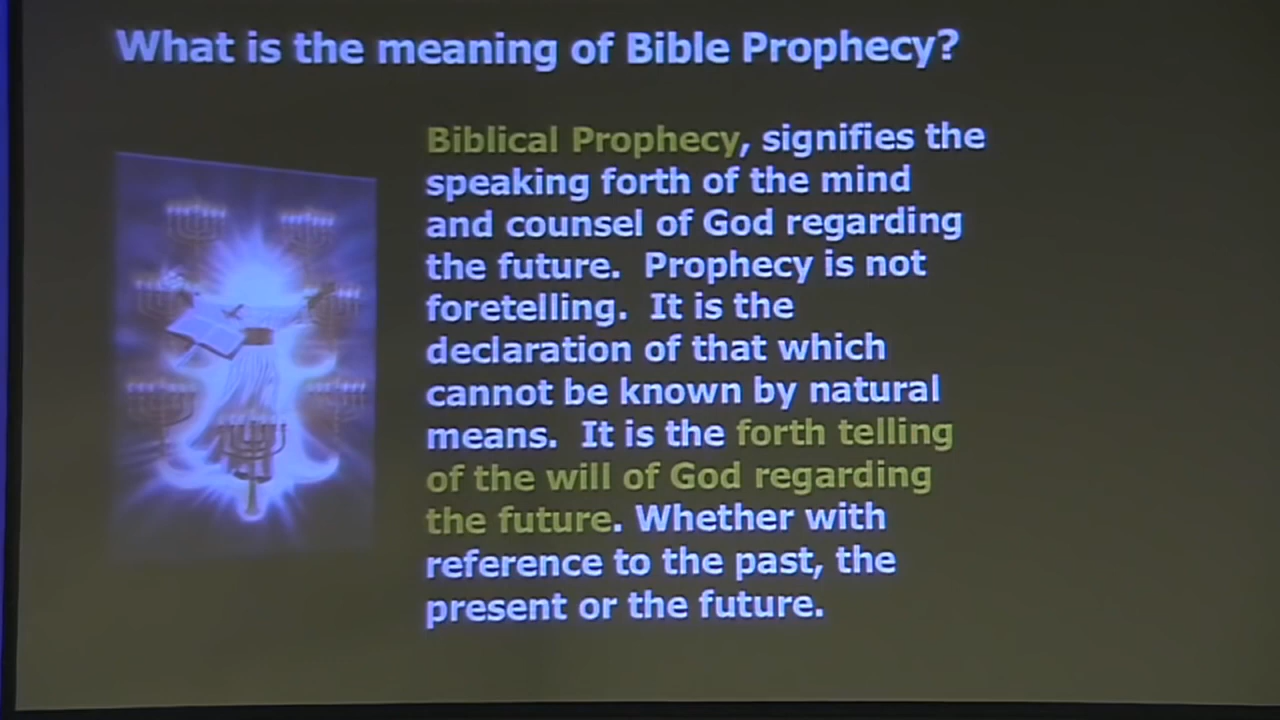 What is the meaning of Bible Prophecy?
Biblical Prophecy, signifies the
speaking forth of the mind
and counsel of God regarding
the future.  Prophecy is not
foretelling.  It is the
declaration of that which
cannot be known by natural
means.  It is the forth telling
of the will of God regarding
the future. Whether with
reference to the past, the
present or the future.